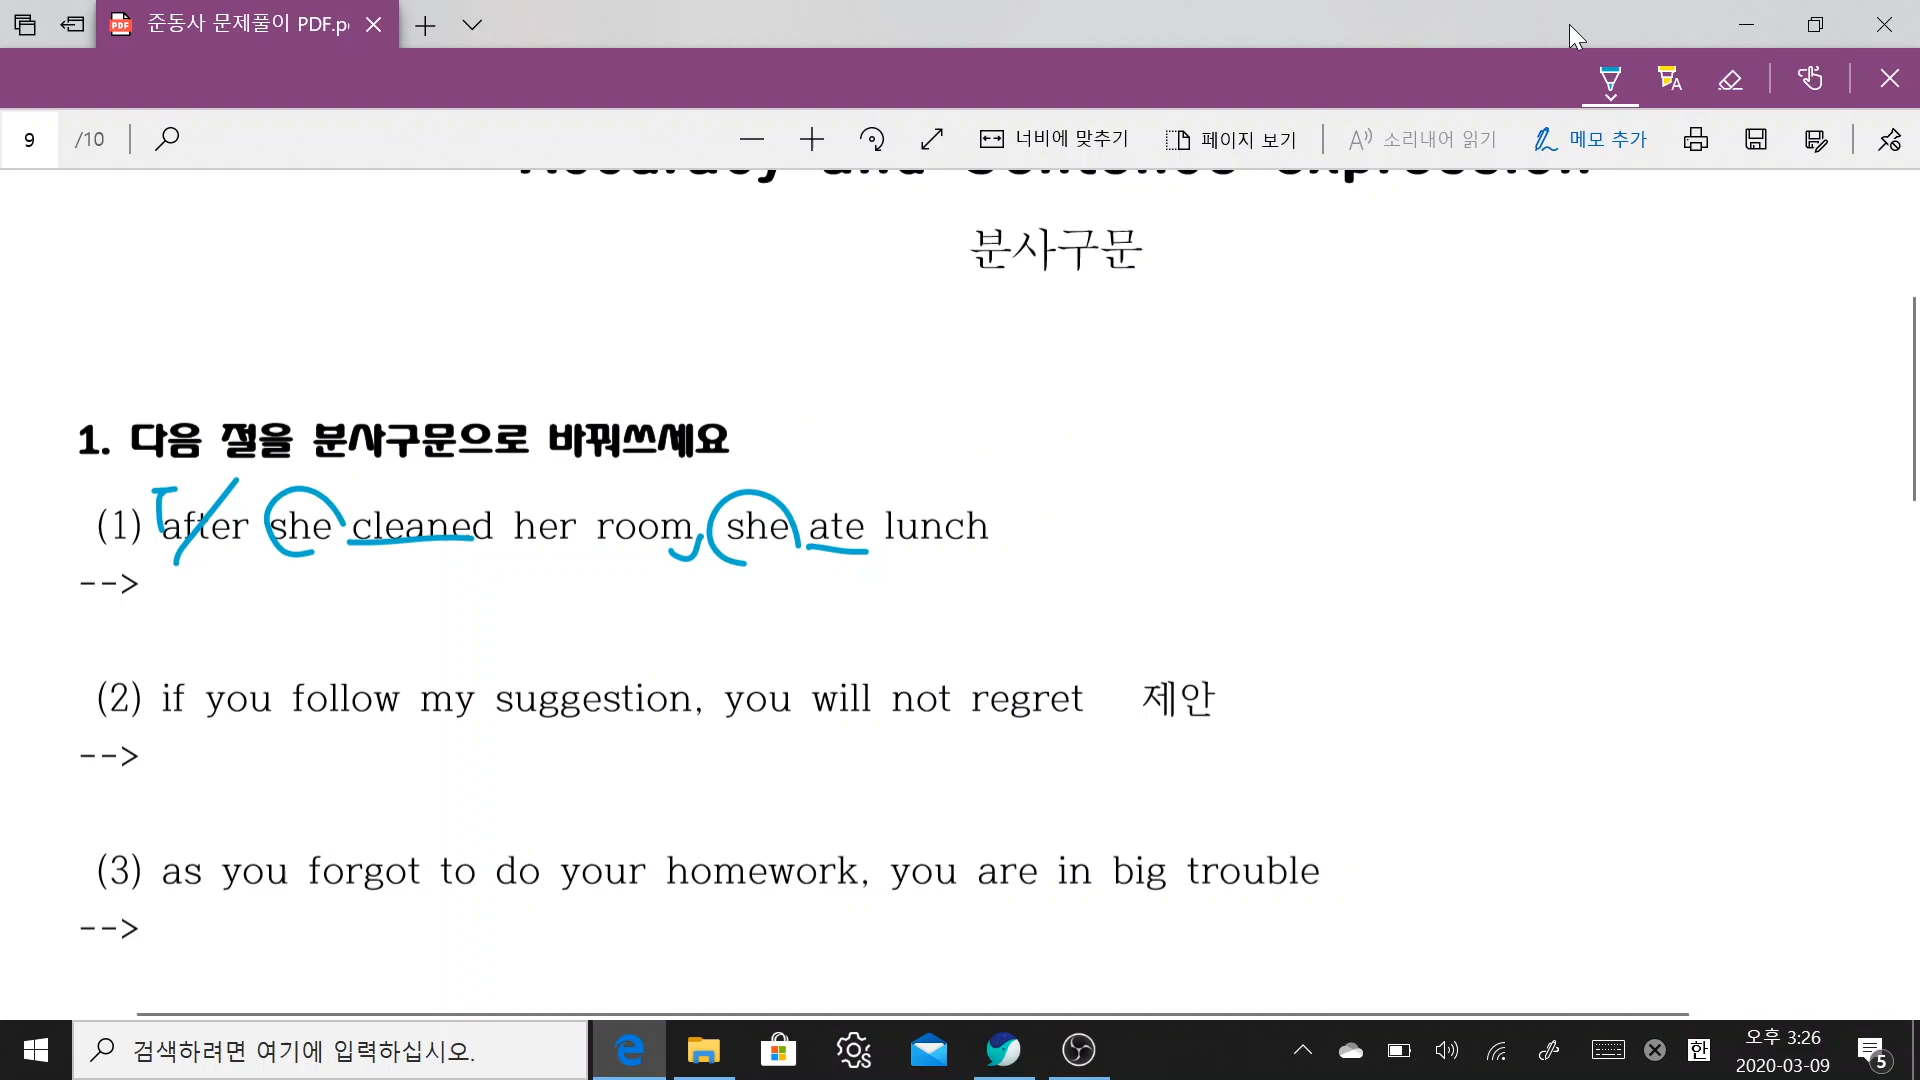 준동사 문제풀이 PDF.p
9 /10 너비에 맞추기 페이지 보기 A 소리내어 읽기 메모 추가
분사구문
1. 다음 절을 분사구문으로 바꿔쓰세요
(1) after she cleaned her room, she ate lunch
-->
(2) if you follow my suggestion, you will not regret 제안
-->
(3) as you forgot to do your homework, you are in big trouble
-->
검색하려면 여기에 입력하십시오.
한
오후 3:26
2020-03-09
5